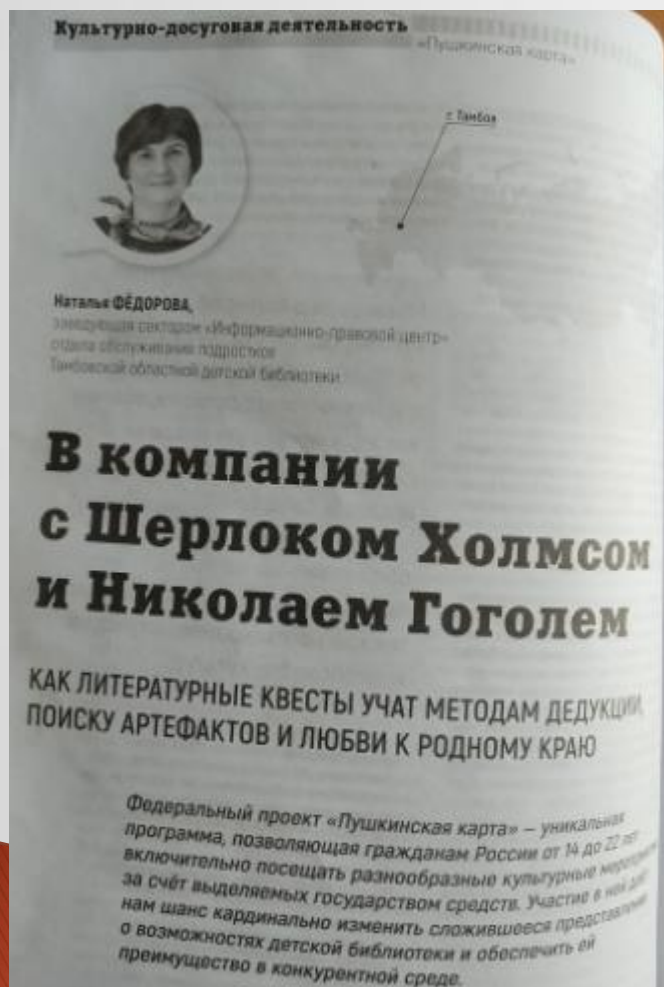 Культурно-досуговая деятельность
«Пушкинская карта»
г. Тамбов
Наталья ФЁДОРОВА,
заведующая сектором «Информационно-правовой центр»
отдела обслуживания подростков
Тамбовской областной детской библиотеки
В компании
с Шерлоком Холмсом
и Николаем Гоголем
КАК ЛИТЕРАТУРНЫЕ КВЕСТЫ УЧАТ МЕТОДАМ ДЕДУКЦИИ,
ПОИСКУ АРТЕФАКТОВ И ЛЮБВИ К РОДНОМУ КРАЮ
Федеральный проект «Пушкинская карта» – уникальная
программа, позволяющая гражданам России от 14 до 22 лет
включительно посещать разнообразные культурные
за счёт выделяемых государством средств. Участие в ней
нам шанс кардинально изменить сложившееся представление
о возможностях детской библиотеки и обеспечить ей
преимущество в конкурентной среде.